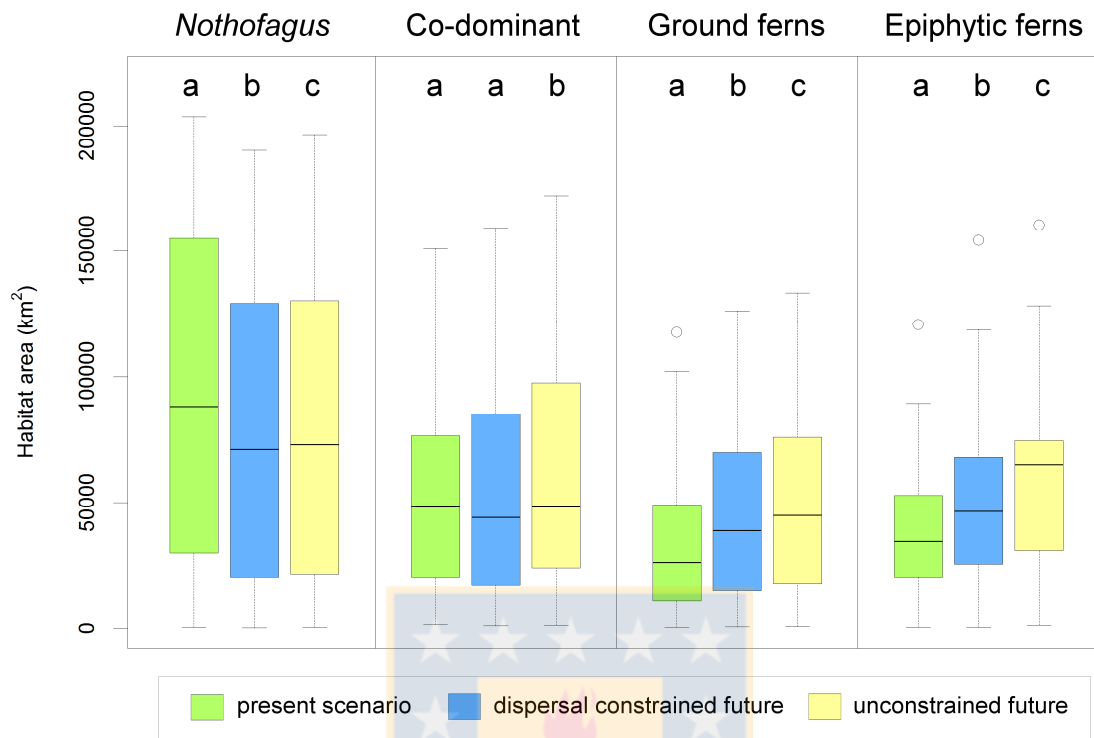 Nothofagus Co-dominant Ground ferns Epiphytic ferns
a b c a a b a b c a b c
200000
150000
100000
50000
0
Habitat area (km²)
present scenario dispersal constrained future unconstrained future